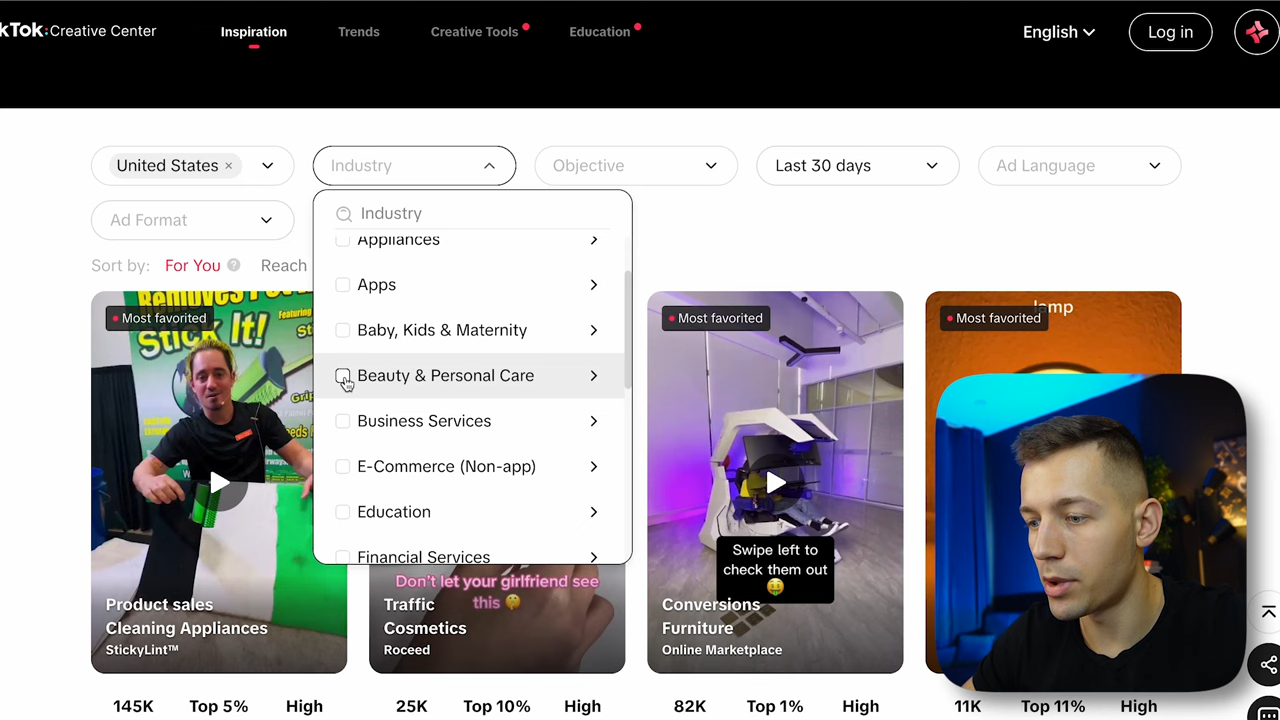 kTok:Creative Center
Inspiration
Trends
Creative Tools
Education
English
Log in
United States ×
Industry
Objective
Last 30 days
Ad Language
Ad Format
Industry
Sort by:
For You
?
Reach
Appliances
Apps
Baby, Kids & Maternity
Beauty & Personal Care
Business Services
E-Commerce (Non-app)
Education
Financial Services
Stick It!
Featuring
Most favorited
Product sales
Cleaning Appliances
StickyLint™
Don't let your girlfriend see
this 🤫
Traffic
Cosmetics
Roceed
Most favorited
Swipe left to
check them out
🤑
Conversions
Furniture
Online Marketplace
lamp
Most favorited
145K
Top 5%
High
25K
Top 10%
High
82K
Top 1%
High
11K
Top 11%
High